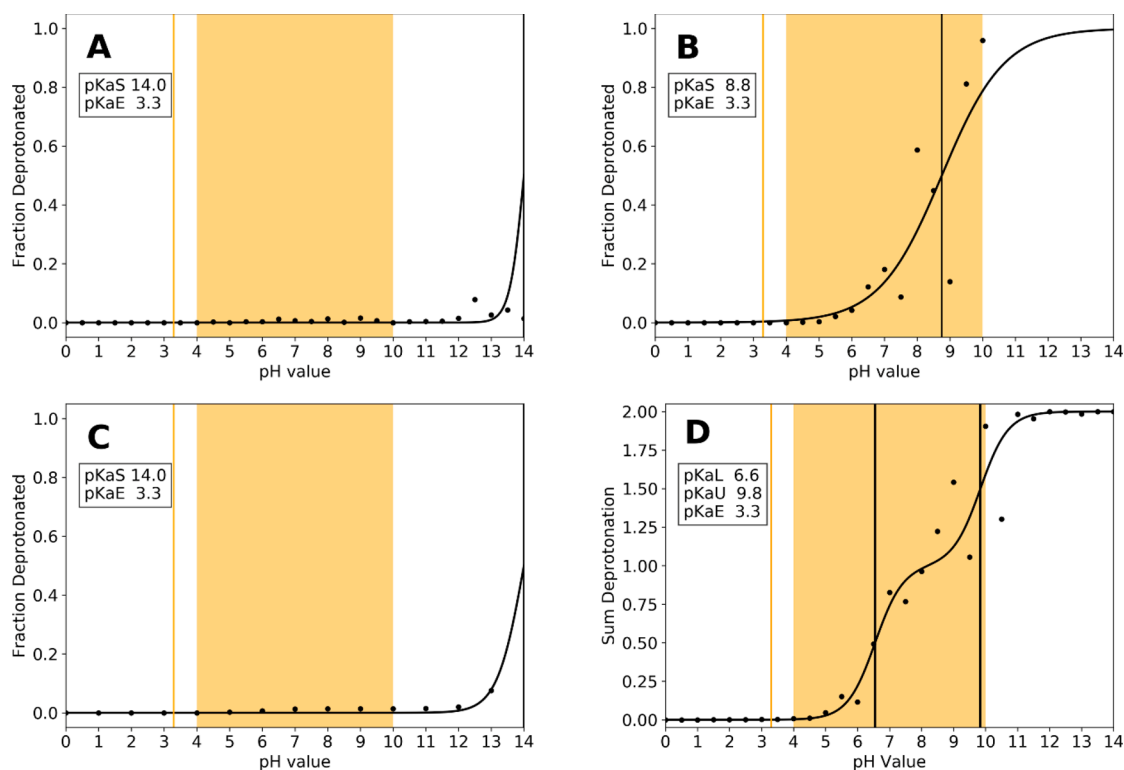 A
pKaS 14.0
pKaE 3.3
Fraction Deprotonated
1.0
0.8
0.6
0.4
0.2
0.0
0 1 2 3 4 5 6 7 8 9 10 11 12 13 14
pH value
B
pKaS 8.8
pKaE 3.3
Fraction Deprotonated
1.0
0.8
0.6
0.4
0.2
0.0
0 1 2 3 4 5 6 7 8 9 10 11 12 13 14
pH value
C
pKaS 14.0
pKaE 3.3
Fraction Deprotonated
1.0
0.8
0.6
0.4
0.2
0.0
0 1 2 3 4 5 6 7 8 9 10 11 12 13 14
pH value
D
pKaL 6.6
pKaU 9.8
pKaE 3.3
Sum Deprotonation
2.00
1.75
1.50
1.25
1.00
0.75
0.50
0.25
0.00
0 1 2 3 4 5 6 7 8 9 10 11 12 13 14
pH Value